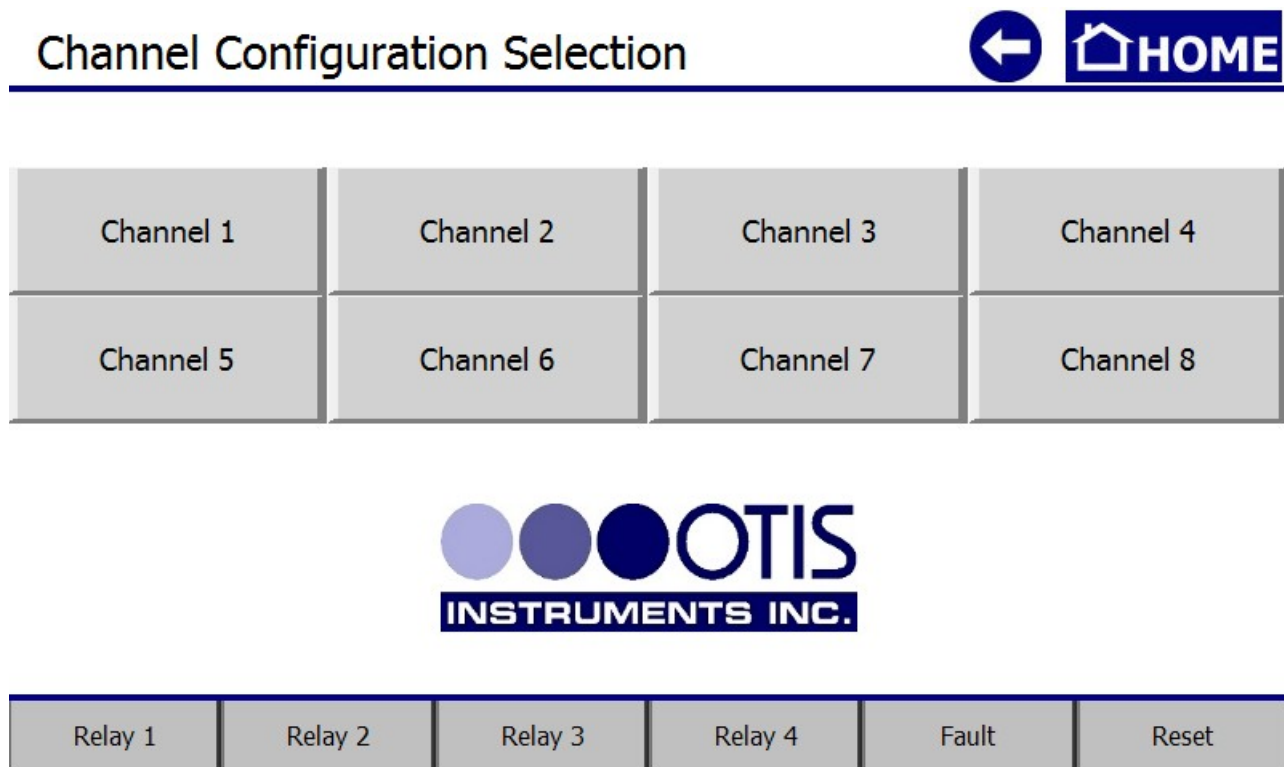 Channel Configuration Selection HOME
Channel 1 Channel 2 Channel 3 Channel 4
Channel 5 Channel 6 Channel 7 Channel 8
OTIS
INSTRUMENTS INC.
Relay 1 Relay 2 Relay 3 Relay 4 Fault Reset